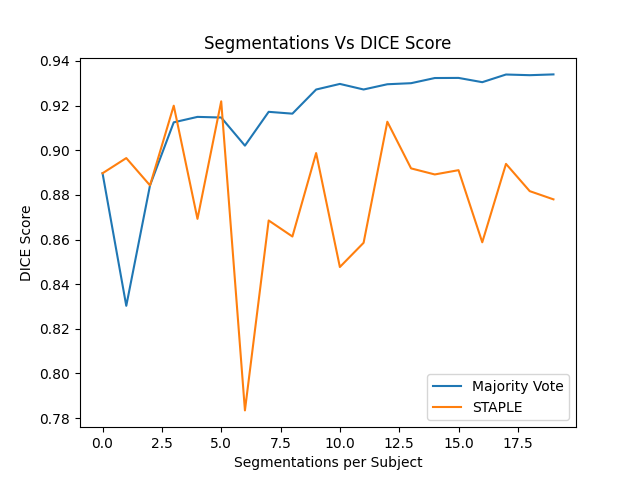 Segmentations Vs DICE Score
0.94
0.92
0.90
0.88
0.86
0.84
0.82
0.80
0.78
DICE Score
Majority Vote
STAPLE
0.0 2.5 5.0 7.5 10.0 12.5 15.0 17.5
Segmentations per Subject